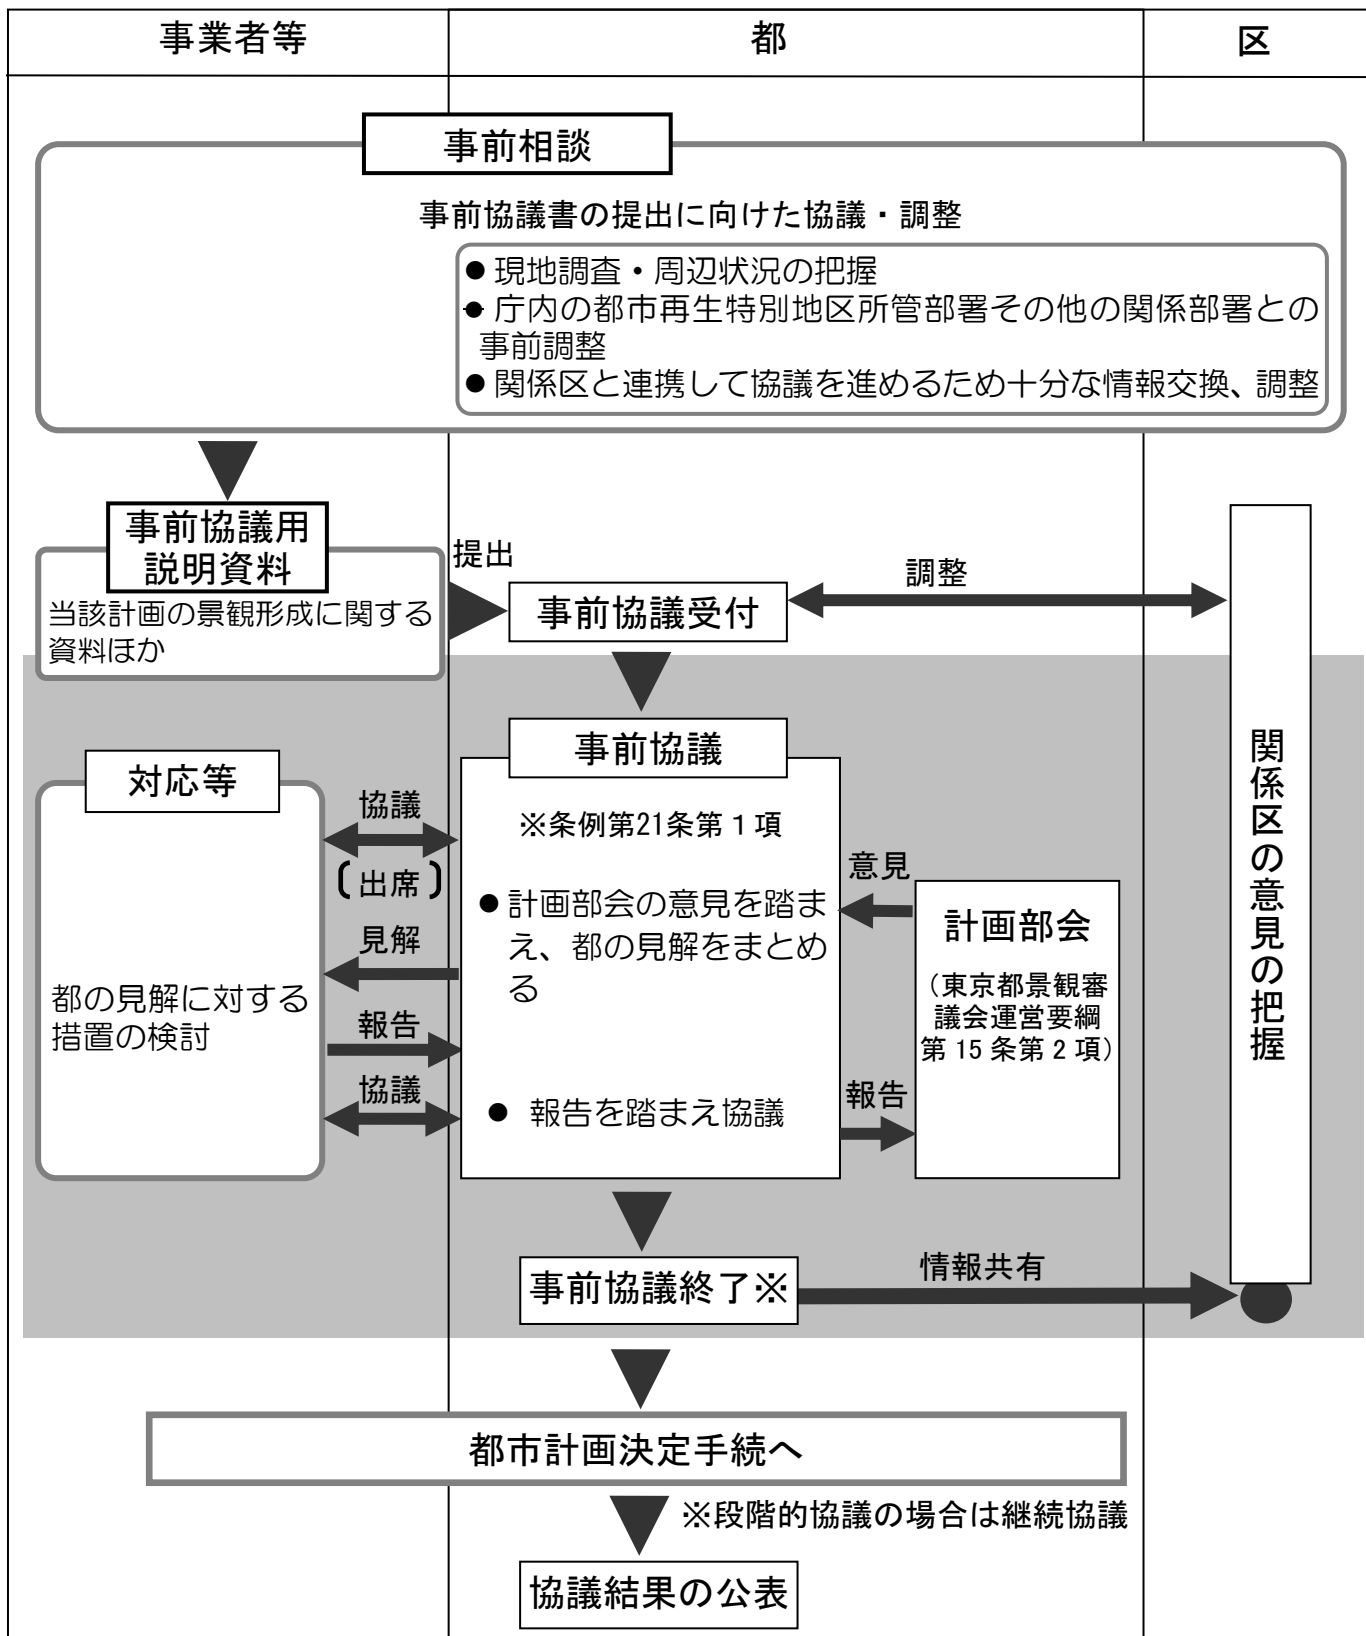 事業者等
都
区
事前相談
事前協議書の提出に向けた協議・調整
●現地調査・周辺状況の把握
●庁内の都市再生特別地区所管部署その他の関係部署との
事前調整
●関係区と連携して協議を進めるため十分な情報交換、調整
事前協議用
説明資料
当該計画の景観形成に関する
資料ほか
提出
事前協議受付
調整
関係区の意見の把握
事前協議
※条例第21条第1項
●計画部会の意見を踏ま
え、都の見解をまとめ
る
● 報告を踏まえ協議
対応等
都の見解に対する
措置の検討
協議
〔出席〕
見解
報告
協議
意見
計画部会
(東京都景観審
議会運営要綱
第15条第2項)
報告
事前協議終了※
情報共有
都市計画決定手続へ
※段階的協議の場合は継続協議
協議結果の公表